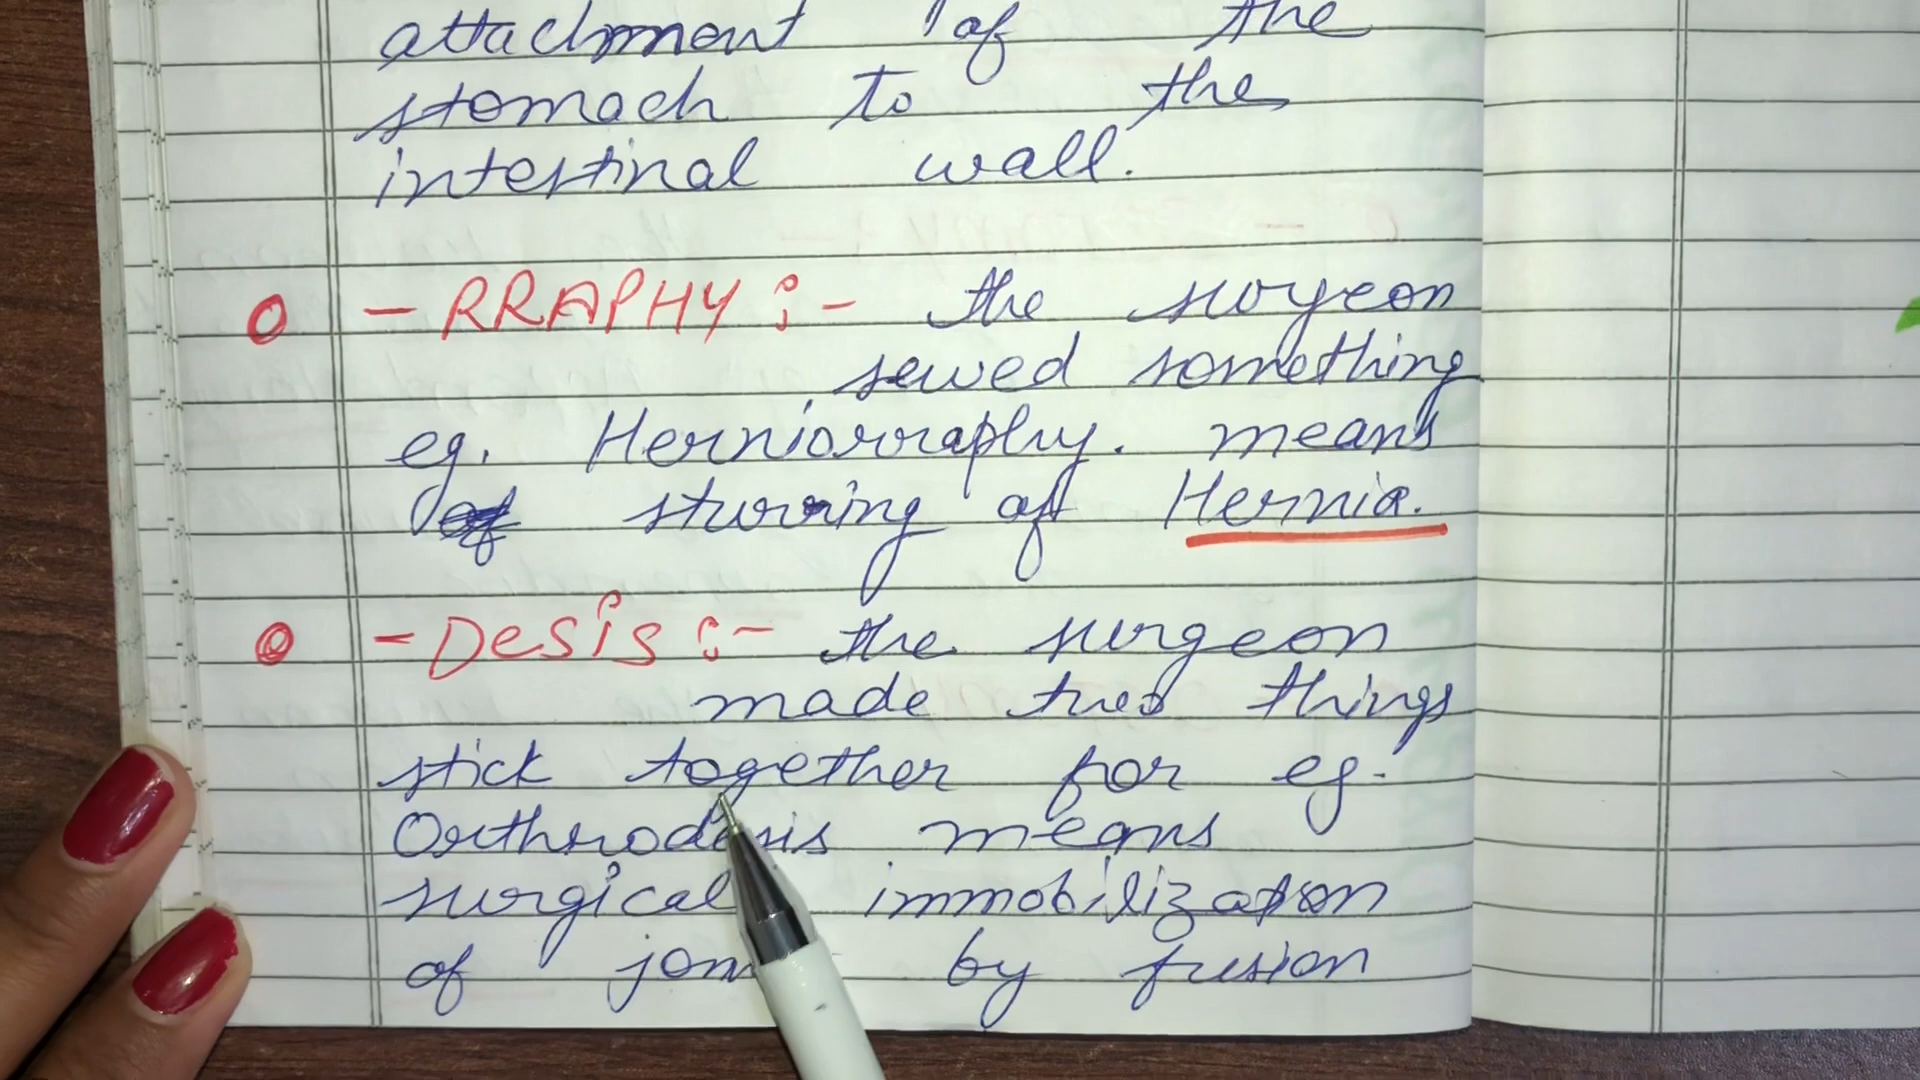 attachment of the
stomach to the
intestinal wall.
- RRAPHY :- the surgeon
sewed something
eg. Herniorraphy. means
sturring of Hernia.
- DeSiS :- the surgeon
made two things
stick together for eg.
Orthrodesis means
surgical immobilization
of by fusion